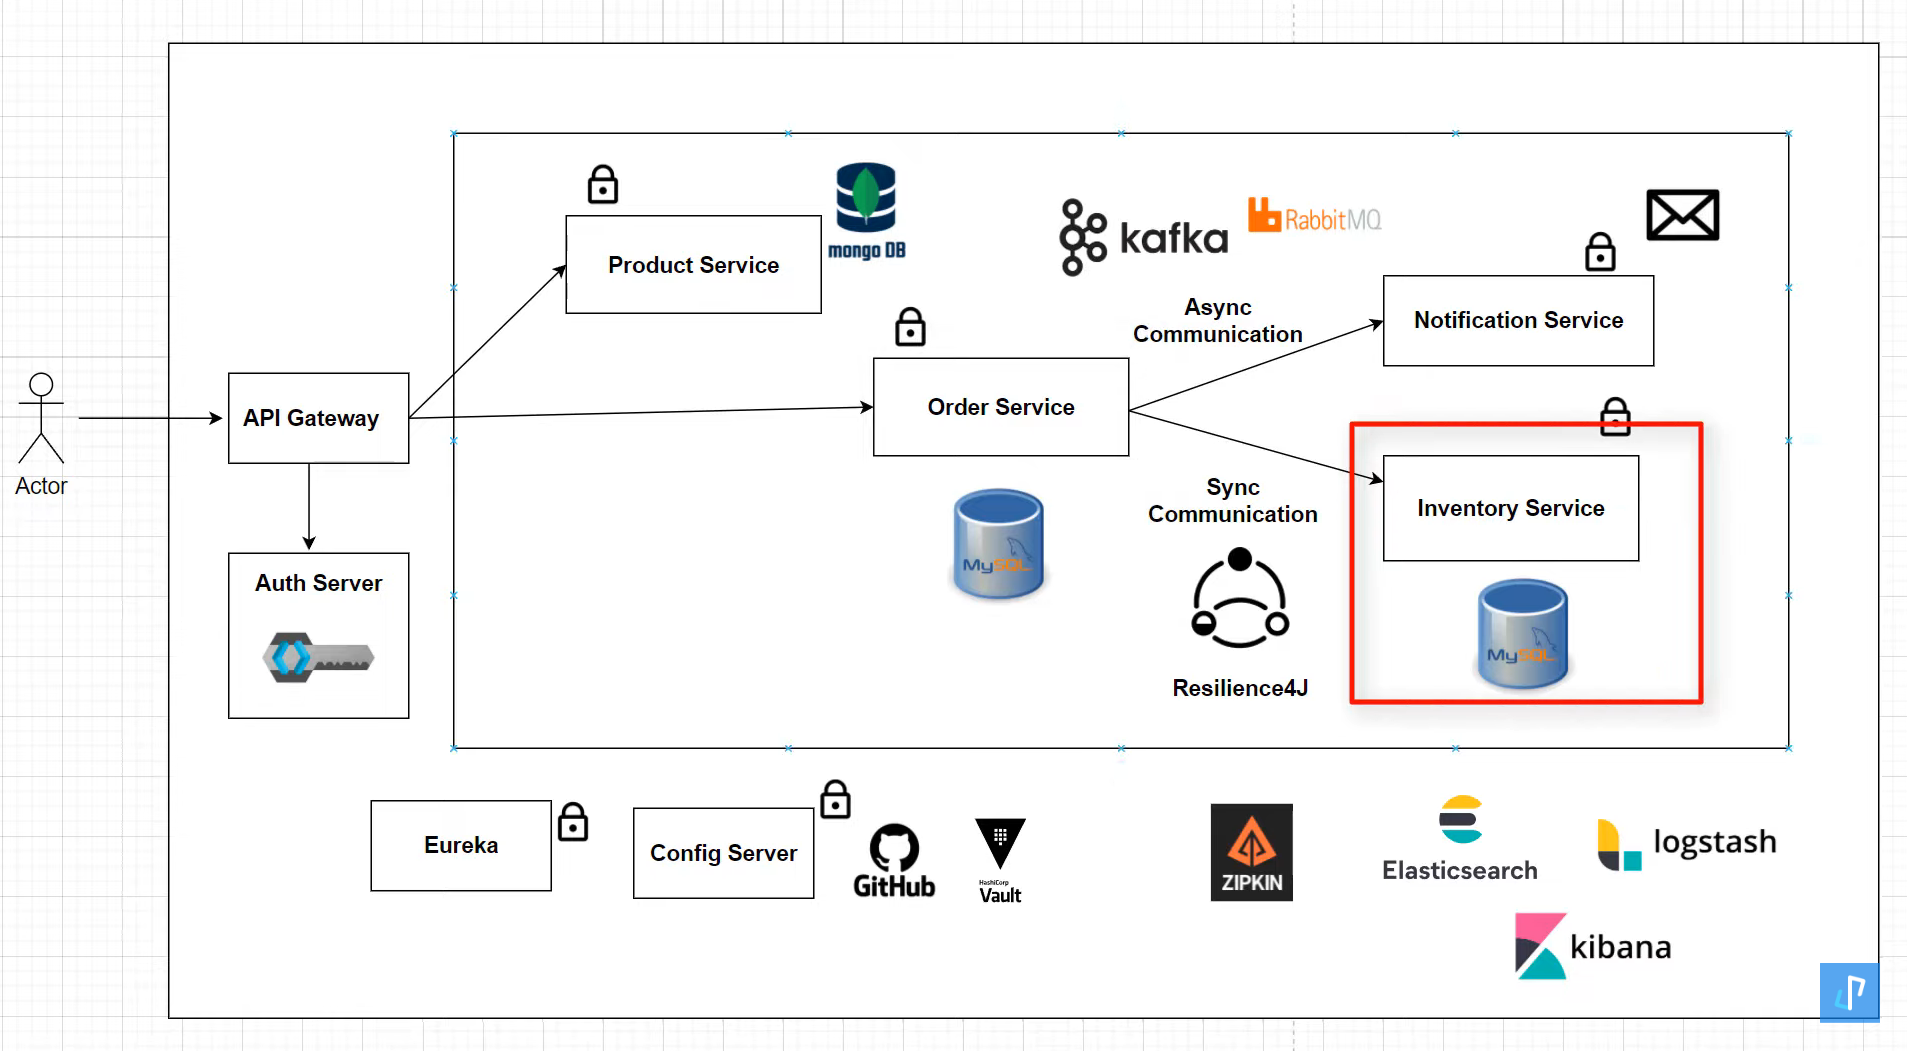 mongo DB
Product Service
kafka
RabbitMQ
Async
Communication
Notification Service
API Gateway
Order Service
Actor
Sync
Communication
Inventory Service
MySQL
Auth Server
MySQL
Resilience4J
Eureka
Config Server
GitHub
HashiCorp
Vault
ZIPKIN
Elasticsearch
logstash
kibana